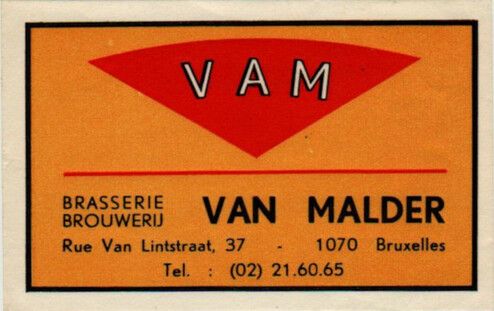 VAM
BRASSERIE
BROUWERIJ
VAN MALDER
Rue Van Lintstraat, 37 - 1070 Bruxelles
Tel. : (02) 21.60.65